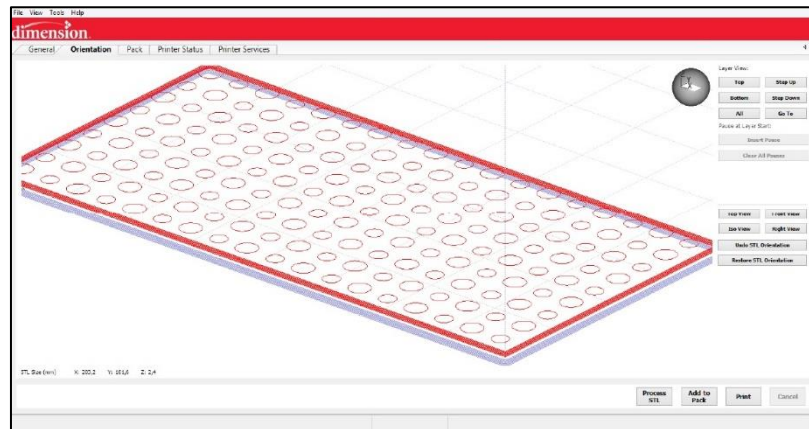 File View Tools Help
dimension.
General Orientation Pack Printer Status Printer Services
4
Layer View:
Top Step Up
Bottom Step Down
All Go To
Pause at Layer Start:
Insert Pause
Clear All Pauses
Top View Front View
Iso View Right View
Undo STL Orientation
Restore STL Orientation
STL Size (mm) X: 203,2 Y: 101,6 Z: 2,4
Process STL
Add to Pack
Print
Cancel